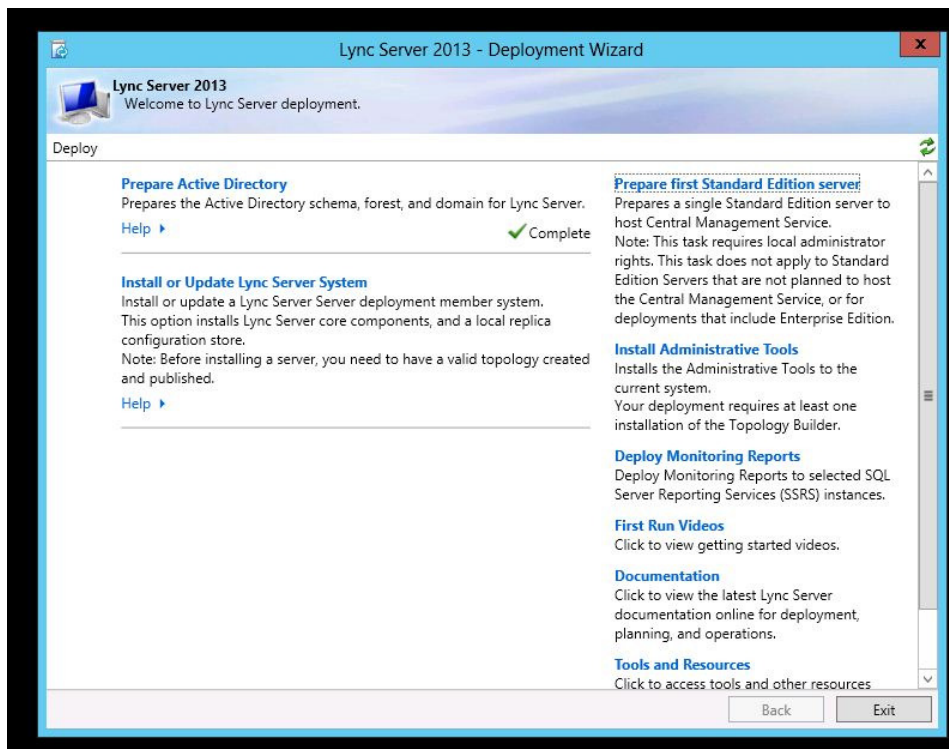 Lync Server 2013 - Deployment Wizard
x
Lync Server 2013
Welcome to Lync Server deployment.
Deploy
Prepare Active Directory
Prepares the Active Directory schema, forest, and domain for Lync Server.
Help
Complete
Install or Update Lync Server System
Install or update a Lync Server Server deployment member system.
This option installs Lync Server core components, and a local replica
configuration store.
Note: Before installing a server, you need to have a valid topology created
and published.
Help
Prepare first Standard Edition server
Prepares a single Standard Edition server to
host Central Management Service.
Note: This task requires local administrator
rights. This task does not apply to Standard
Edition Servers that are not planned to host
the Central Management Service, or for
deployments that include Enterprise Edition.
Install Administrative Tools
Installs the Administrative Tools to the
current system.
Your deployment requires at least one
installation of the Topology Builder.
Deploy Monitoring Reports
Deploy Monitoring Reports to selected SQL
Server Reporting Services (SSRS) instances.
First Run Videos
Click to view getting started videos.
Documentation
Click to view the latest Lync Server
documentation online for deployment,
planning, and operations.
Tools and Resources
Click to access tools and other resources
Back
Exit